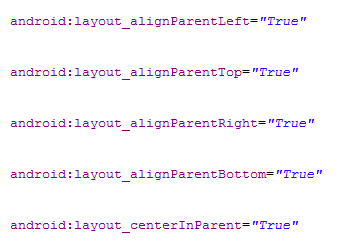 android:layout_alignParentLeft="True"
android:layout_alignParentTop="True"
android:layout_alignParentRight="True"
android:layout_alignParentBottom="True"
android:layout_centerInParent="True"